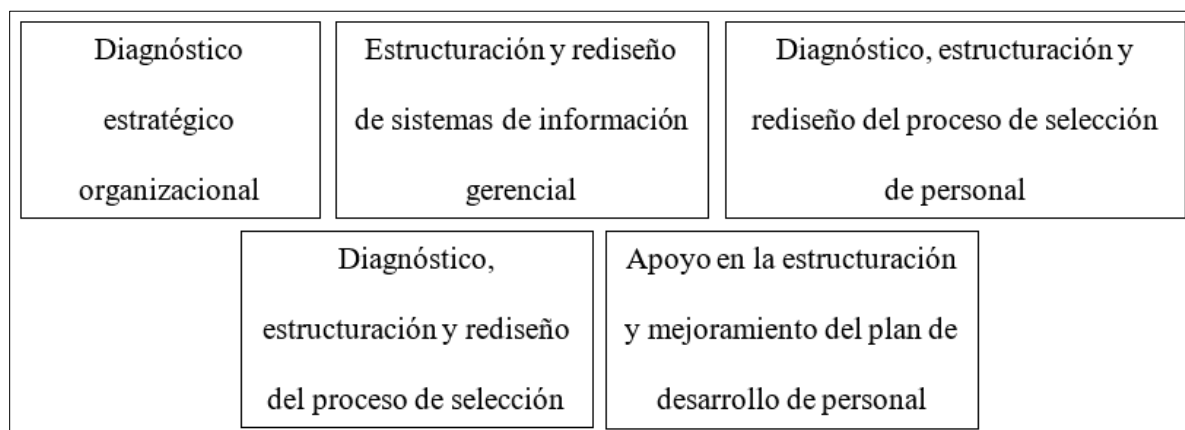 Diagnóstico
estratégico
organizacional
Estructuración y rediseño
de sistemas de información
gerencial
Diagnóstico, estructuración y
rediseño del proceso de selección
de personal
Diagnóstico,
estructuración y rediseño
del proceso de selección
Apoyo en la estructuración
y mejoramiento del plan de
desarrollo de personal